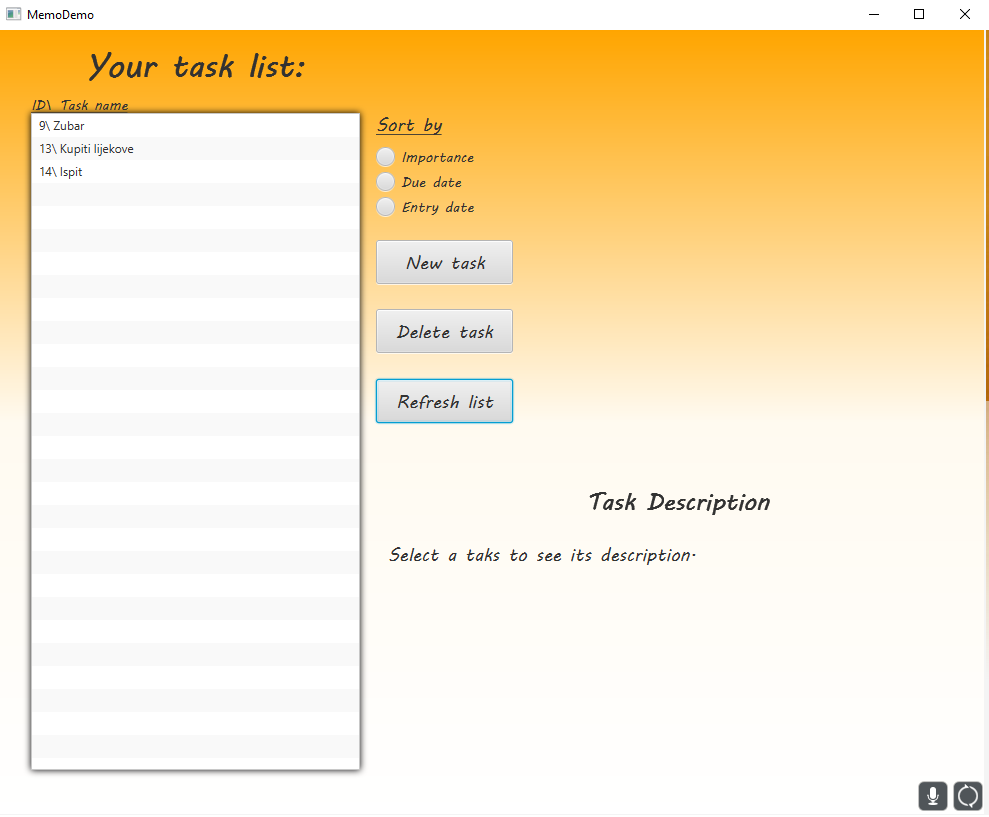 MemoDemo
Your task list:
ID\ Task name
9\ Zubar
13\ Kupiti lijekove
14\ Ispit
Sort by
Importance
Due date
Entry date
New task
Delete task
Refresh list
Task Description
Select a taks to see its description.